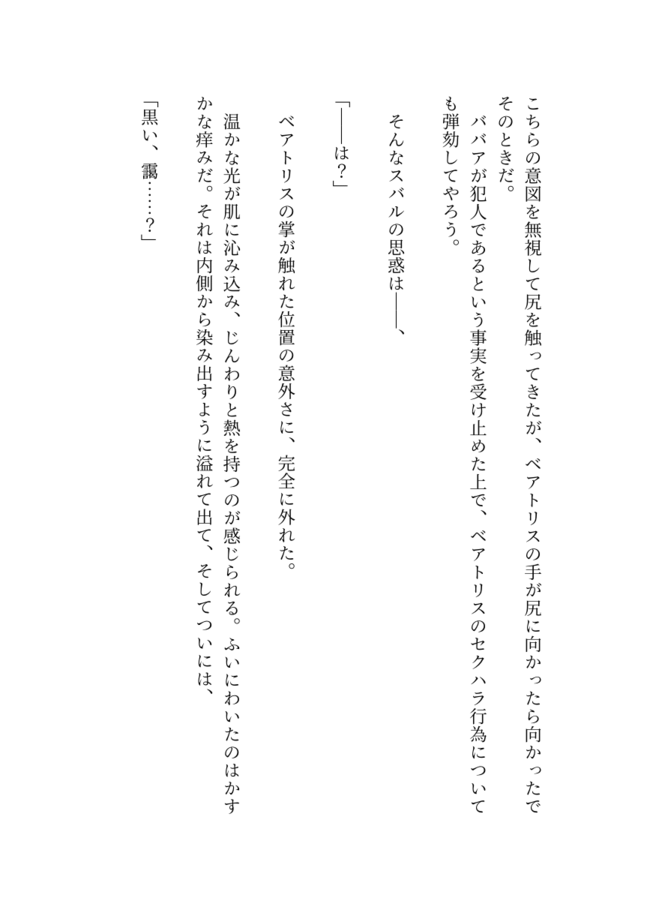 こちらの意図を無視して尻を触ってきたが、ベアトリスの手が尻に向かったら向かったで
そのときだ。
ババアが犯人であるという事実を受け止めた上で、ベアトリスのセクハラ行為について
も弾劾してやろう。
そんなスバルの思惑は――、
「――は?」
ベアトリスの掌が触れた位置の意外さに、完全に外れた。
温かな光が肌に沁み込み、じんわりと熱を持つのが感じられる。ふいにわいたのはかす
かな痒みだ。それは内側から染み出すように溢れて出て、そしてついには、
「黒い、靄……?」